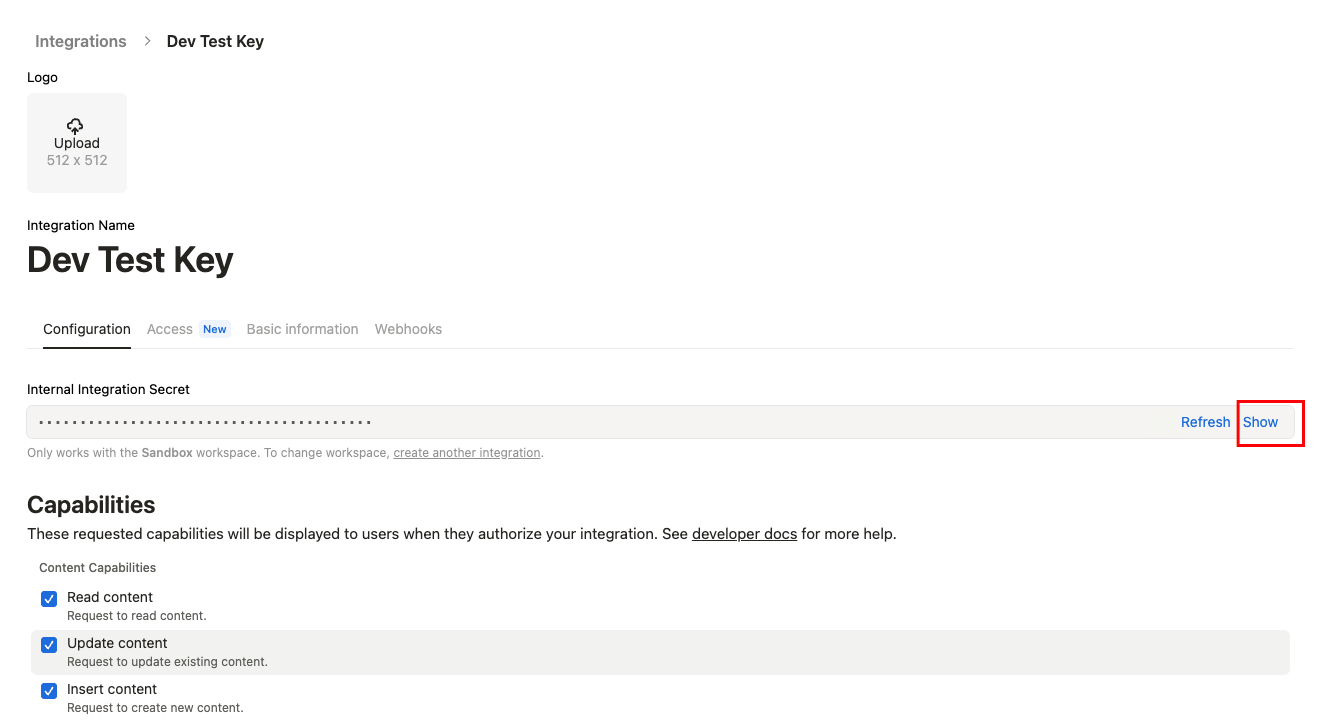 Integrations > Dev Test Key
Logo
Upload
512 x 512
Integration Name
Dev Test Key
Configuration Access New Basic information Webhooks
Internal Integration Secret
Refresh Show
Only works with the Sandbox workspace. To change workspace, create another integration.
Capabilities
These requested capabilities will be displayed to users when they authorize your integration. See developer docs for more help.
Content Capabilities
Read content
Request to read content.
Update content
Request to update existing content.
Insert content
Request to create new content.